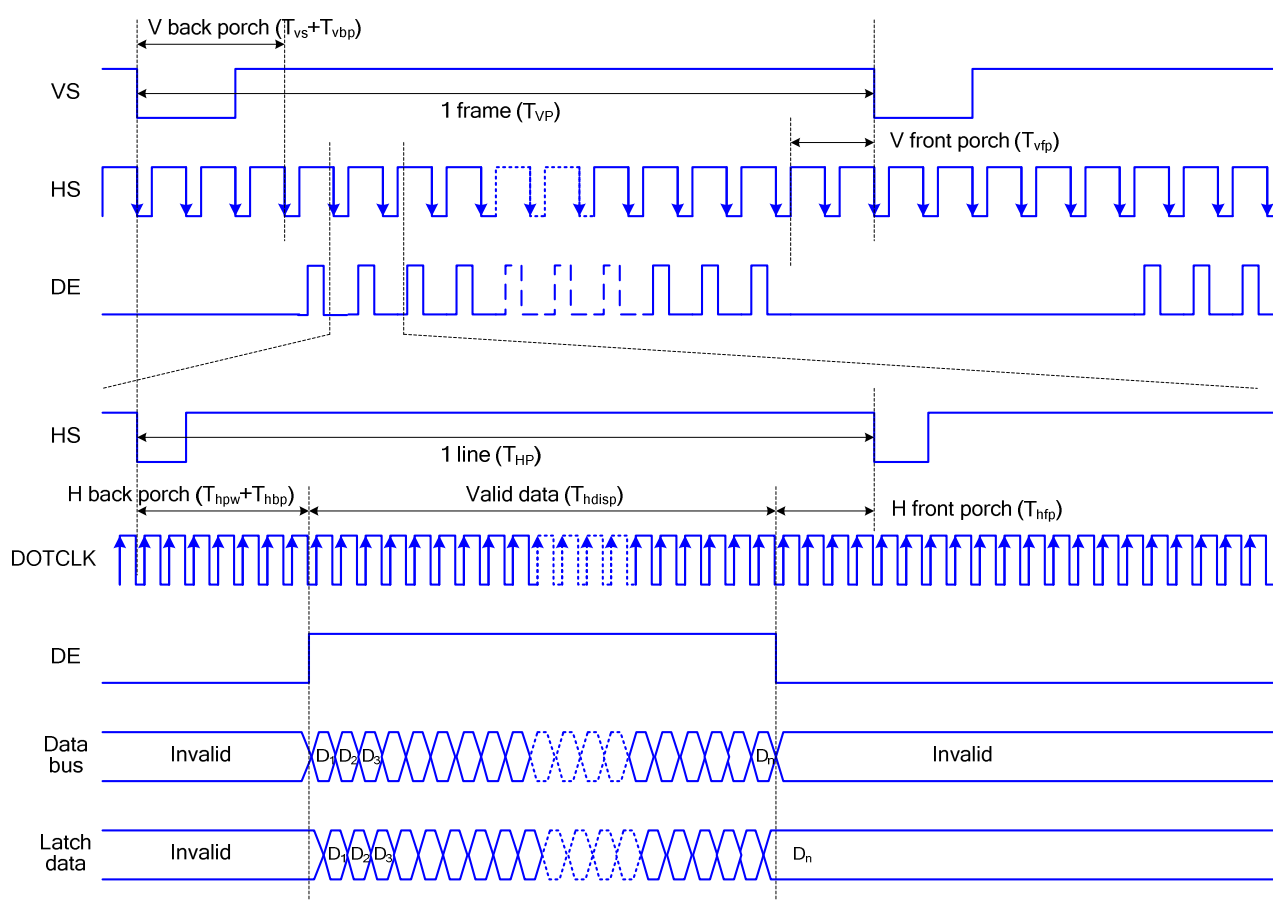 V back porch (Tvs+Tvbp)
VS
1 frame (TVP)
V front porch (Tvfp)
HS
DE
HS
1 line (THP)
H back porch (Thpw+Thbp)
Valid data (Thdisp)
H front porch (Thfp)
DOTCLK
DE
Data
bus
Invalid
D1 D2 D3
Dn
Invalid
Latch
data
Invalid
D1 D2 D3
Dn